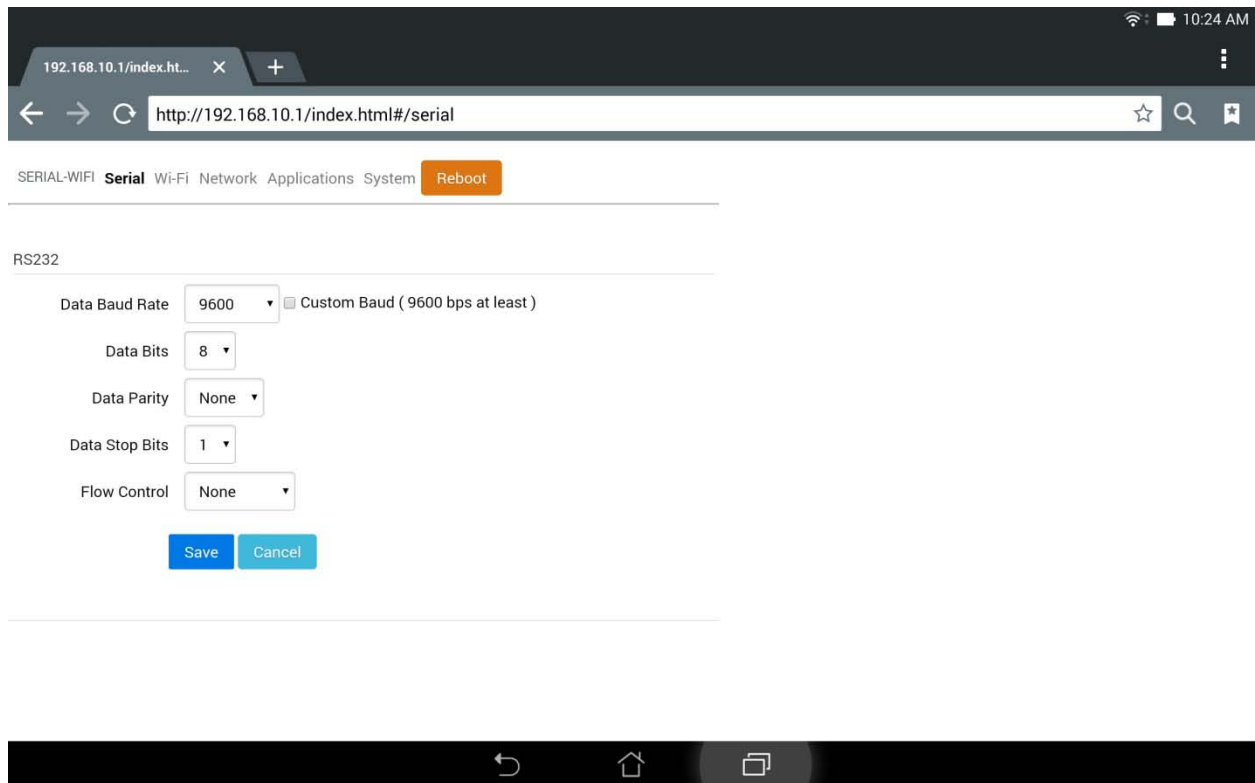 10:24 AM
192.168.10.1/index.ht...
http://192.168.10.1/index.html#/serial
SERIAL-WIFI Serial Wi-Fi Network Applications System Reboot
RS232
Data Baud Rate 9600 Custom Baud ( 9600 bps at least )
Data Bits 8
Data Parity None
Data Stop Bits 1
Flow Control None
Save Cancel